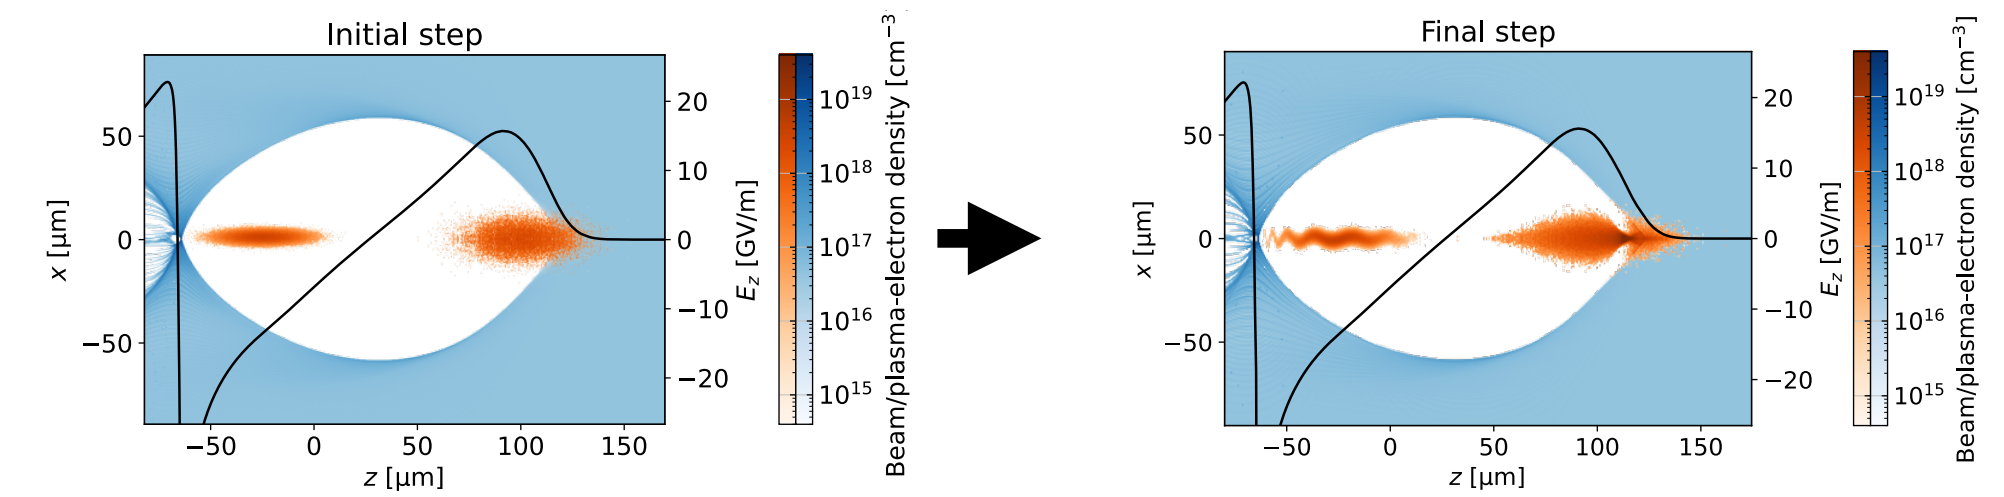 Initial step
50
0
−50
x [μm]
−50 0 50 100 150
z [μm]
20
10
0
−10
−20
E_z [GV/m]
10^19
10^18
10^17
10^16
10^15
Beam/plasma-electron density [cm^−3]
Final step
50
0
−50
x [μm]
−50 0 50 100 150
z [μm]
20
10
0
−10
−20
E_z [GV/m]
10^19
10^18
10^17
10^16
10^15
Beam/plasma-electron density [cm^−3]